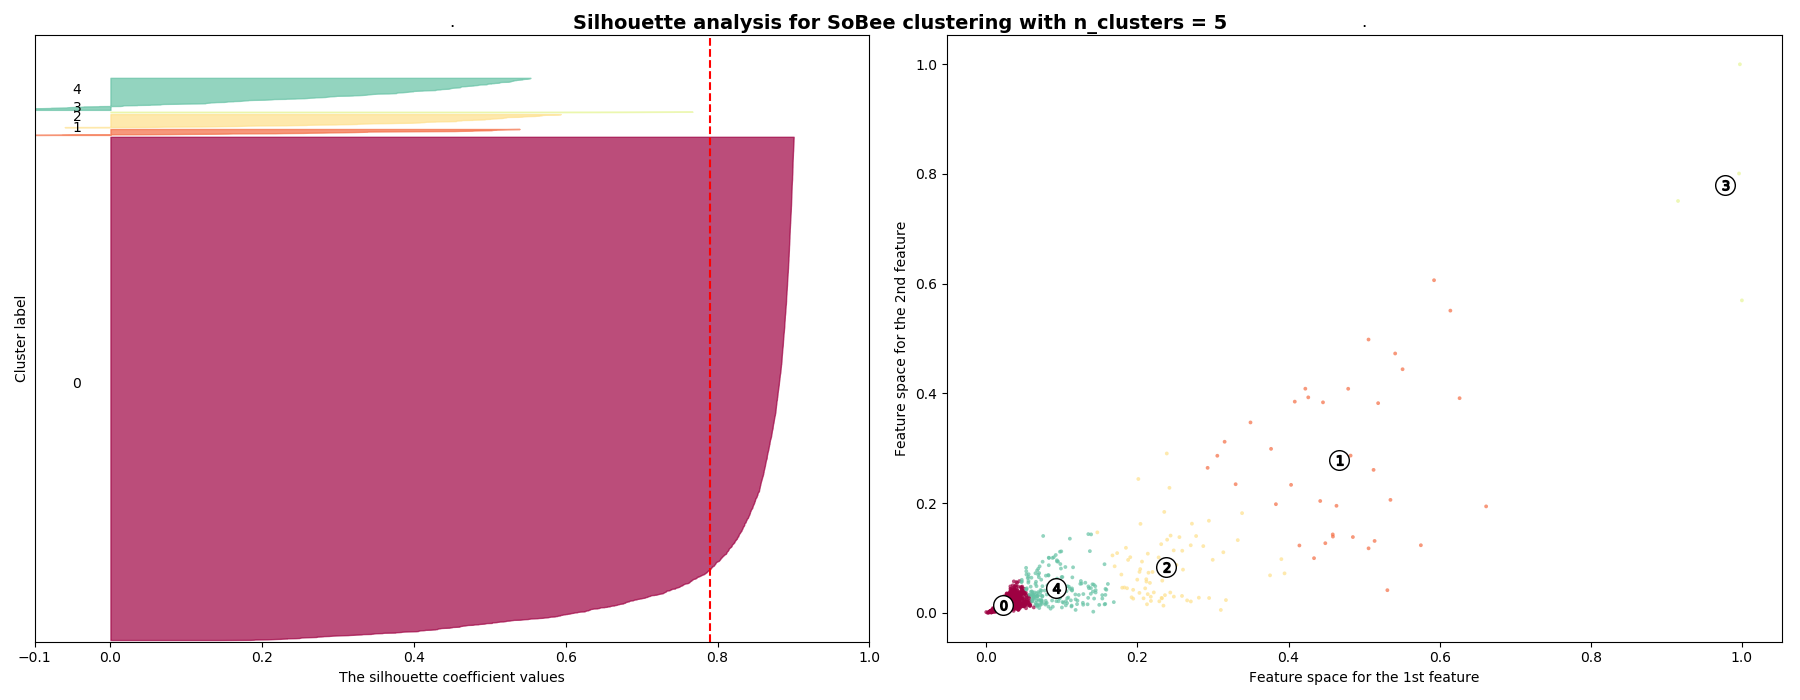 Silhouette analysis for SoBee clustering with n_clusters = 5
.
.
Cluster label
4
3
2
1
0
−0.1 0.0 0.2 0.4 0.6 0.8 1.0
The silhouette coefficient values
Feature space for the 2nd feature
1.0
0.8
0.6
0.4
0.2
0.0
3
1
2
4
0
0.0 0.2 0.4 0.6 0.8 1.0
Feature space for the 1st feature